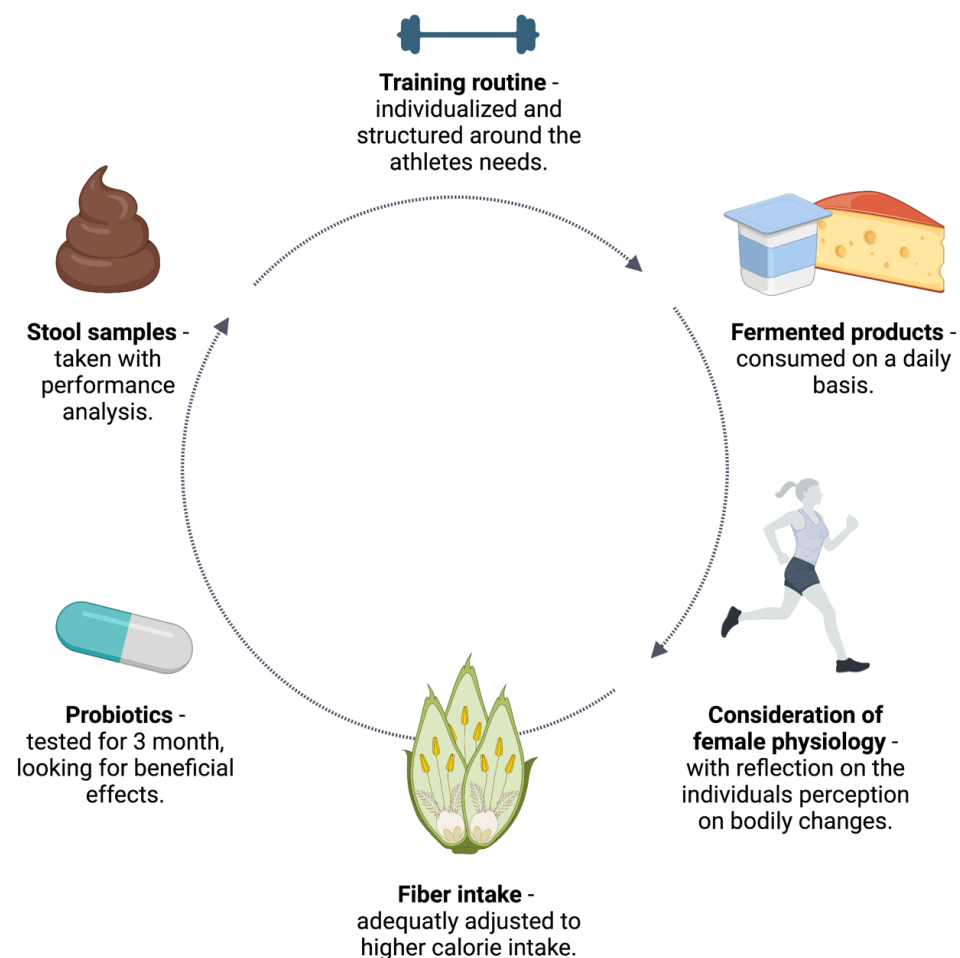 Training routine -
individualized and
structured around the
athletes needs.
Fermented products -
consumed on a daily
basis.
Consideration of
female physiology -
with reflection on the
individuals perception
on bodily changes.
Fiber intake -
adequatly adjusted to
higher calorie intake.
Probiotics -
tested for 3 month,
looking for beneficial
effects.
Stool samples -
taken with
performance
analysis.